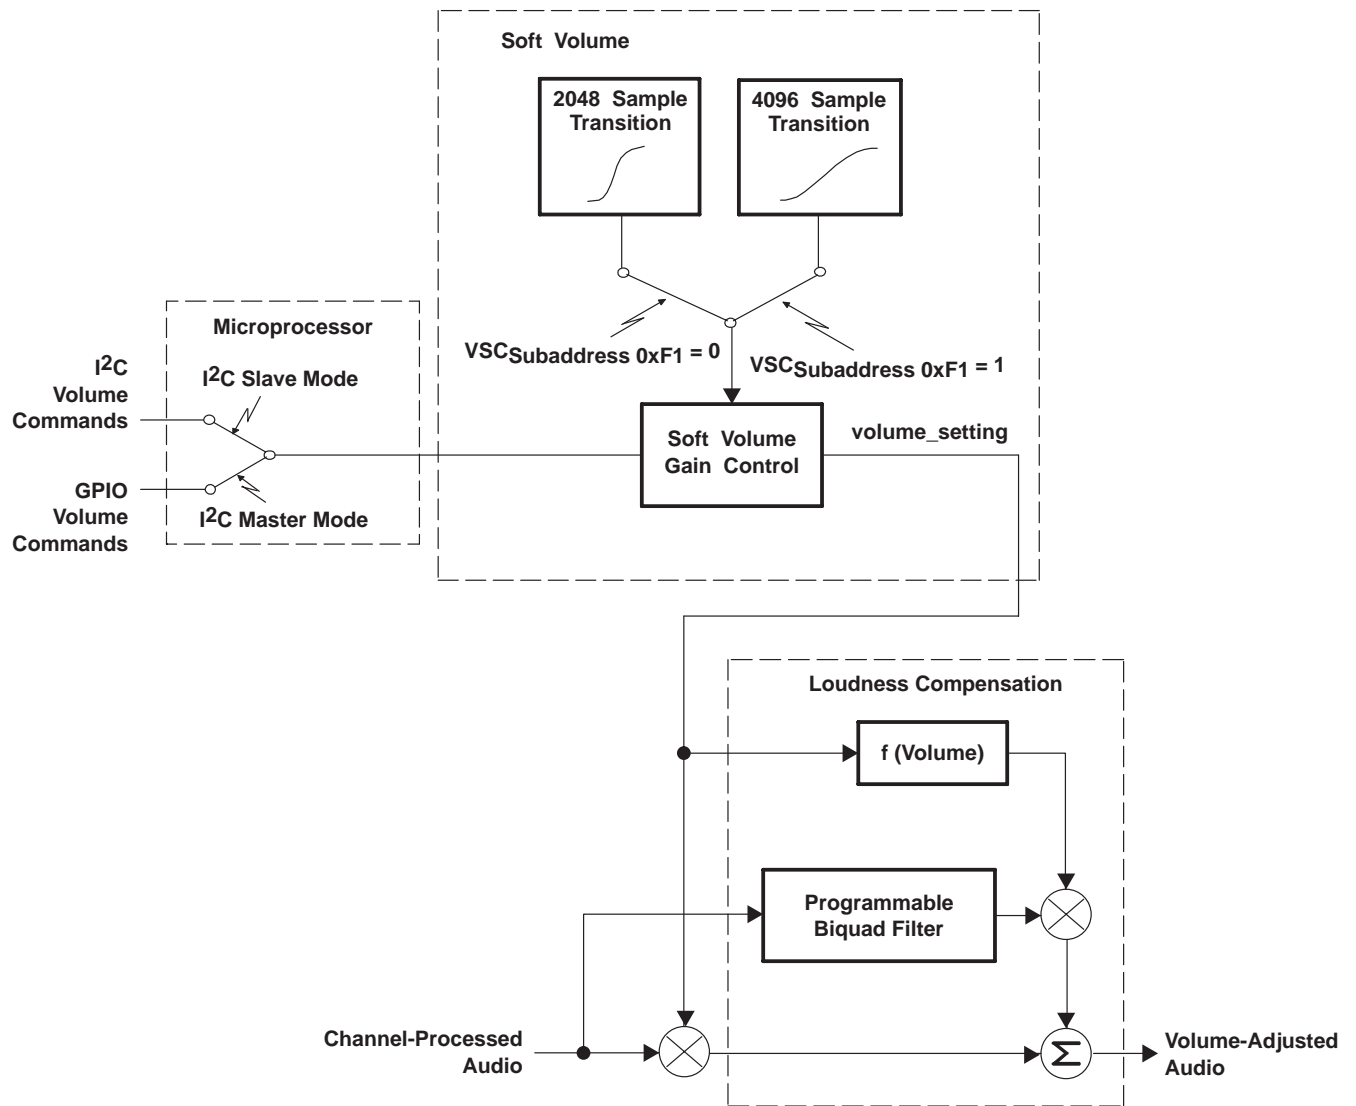 Soft Volume
2048 Sample
Transition
4096 Sample
Transition
VSCSubaddress 0xF1 = 0
VSCSubaddress 0xF1 = 1
Microprocessor
I2C
Volume
Commands
I2C Slave Mode
GPIO
Volume
Commands
I2C Master Mode
Soft Volume
Gain Control
volume_setting
Loudness Compensation
f (Volume)
Programmable
Biquad Filter
Channel-Processed
Audio
Σ
Volume-Adjusted
Audio